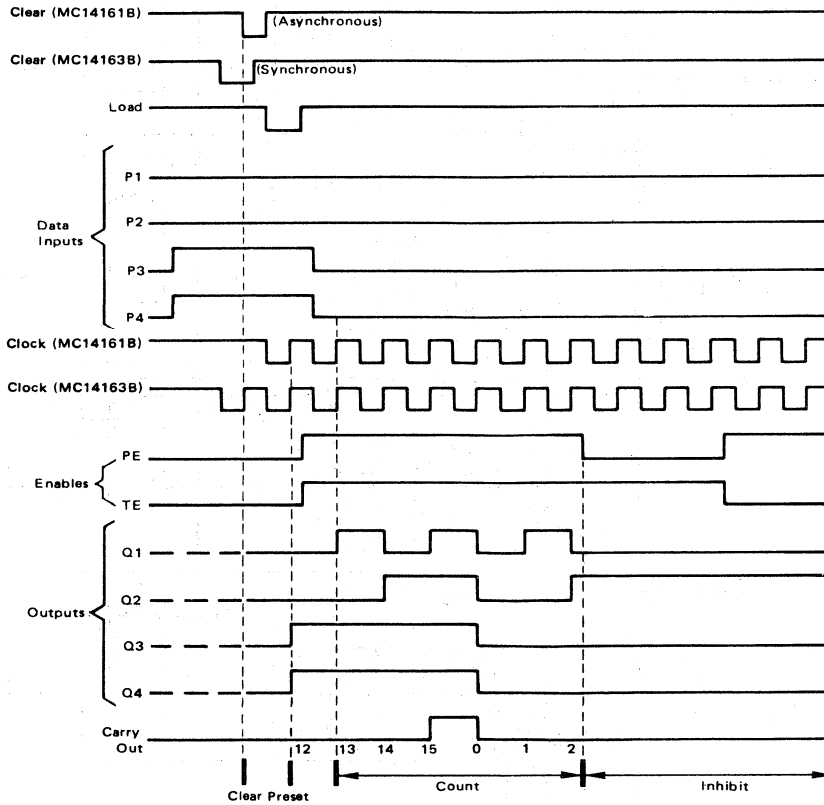 Clear (MC14161B)
(Asynchronous)
Clear (MC14163B)
(Synchronous)
Load
Data
Inputs
P1
P2
P3
P4
Clock (MC14161B)
Clock (MC14163B)
Enables
PE
TE
Outputs
Q1
Q2
Q3
Q4
Carry
Out
12 13 14 15 0 1 2
Clear Preset
Count
Inhibit